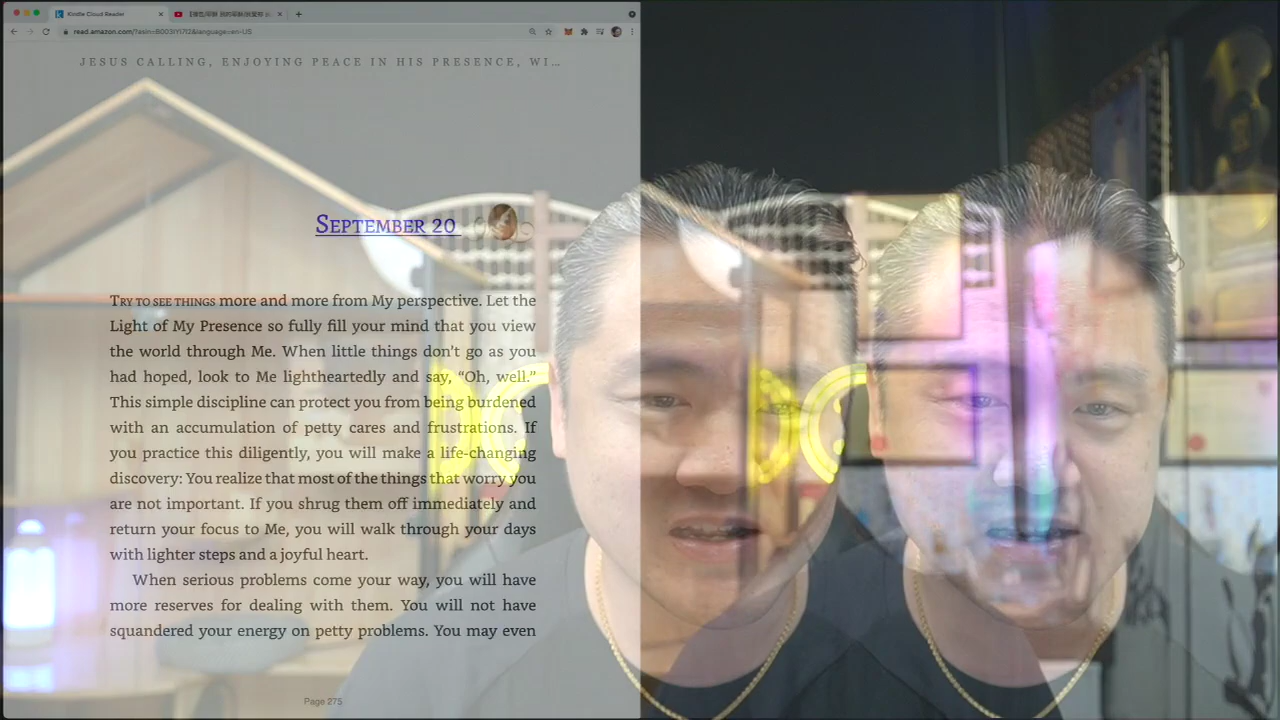 Kindle Cloud Reader
read.amazon.com/?asin=B003IYI7I2&language=en-US
JESUS CALLING, ENJOYING PEACE IN HIS PRESENCE, WI…
SEPTEMBER 20
TRY TO SEE THINGS more and more from My perspective. Let the
Light of My Presence so fully fill your mind that you view
the world through Me. When little things don’t go as you
had hoped, look to Me lightheartedly and say, “Oh, well.”
This simple discipline can protect you from being burdened
with an accumulation of petty cares and frustrations. If
you practice this diligently, you will make a life-changing
discovery: You realize that most of the things that worry you
are not important. If you shrug them off immediately and
return your focus to Me, you will walk through your days
with lighter steps and a joyful heart.
When serious problems come your way, you will have
more reserves for dealing with them. You will not have
squandered your energy on petty problems. You may even
Page 275